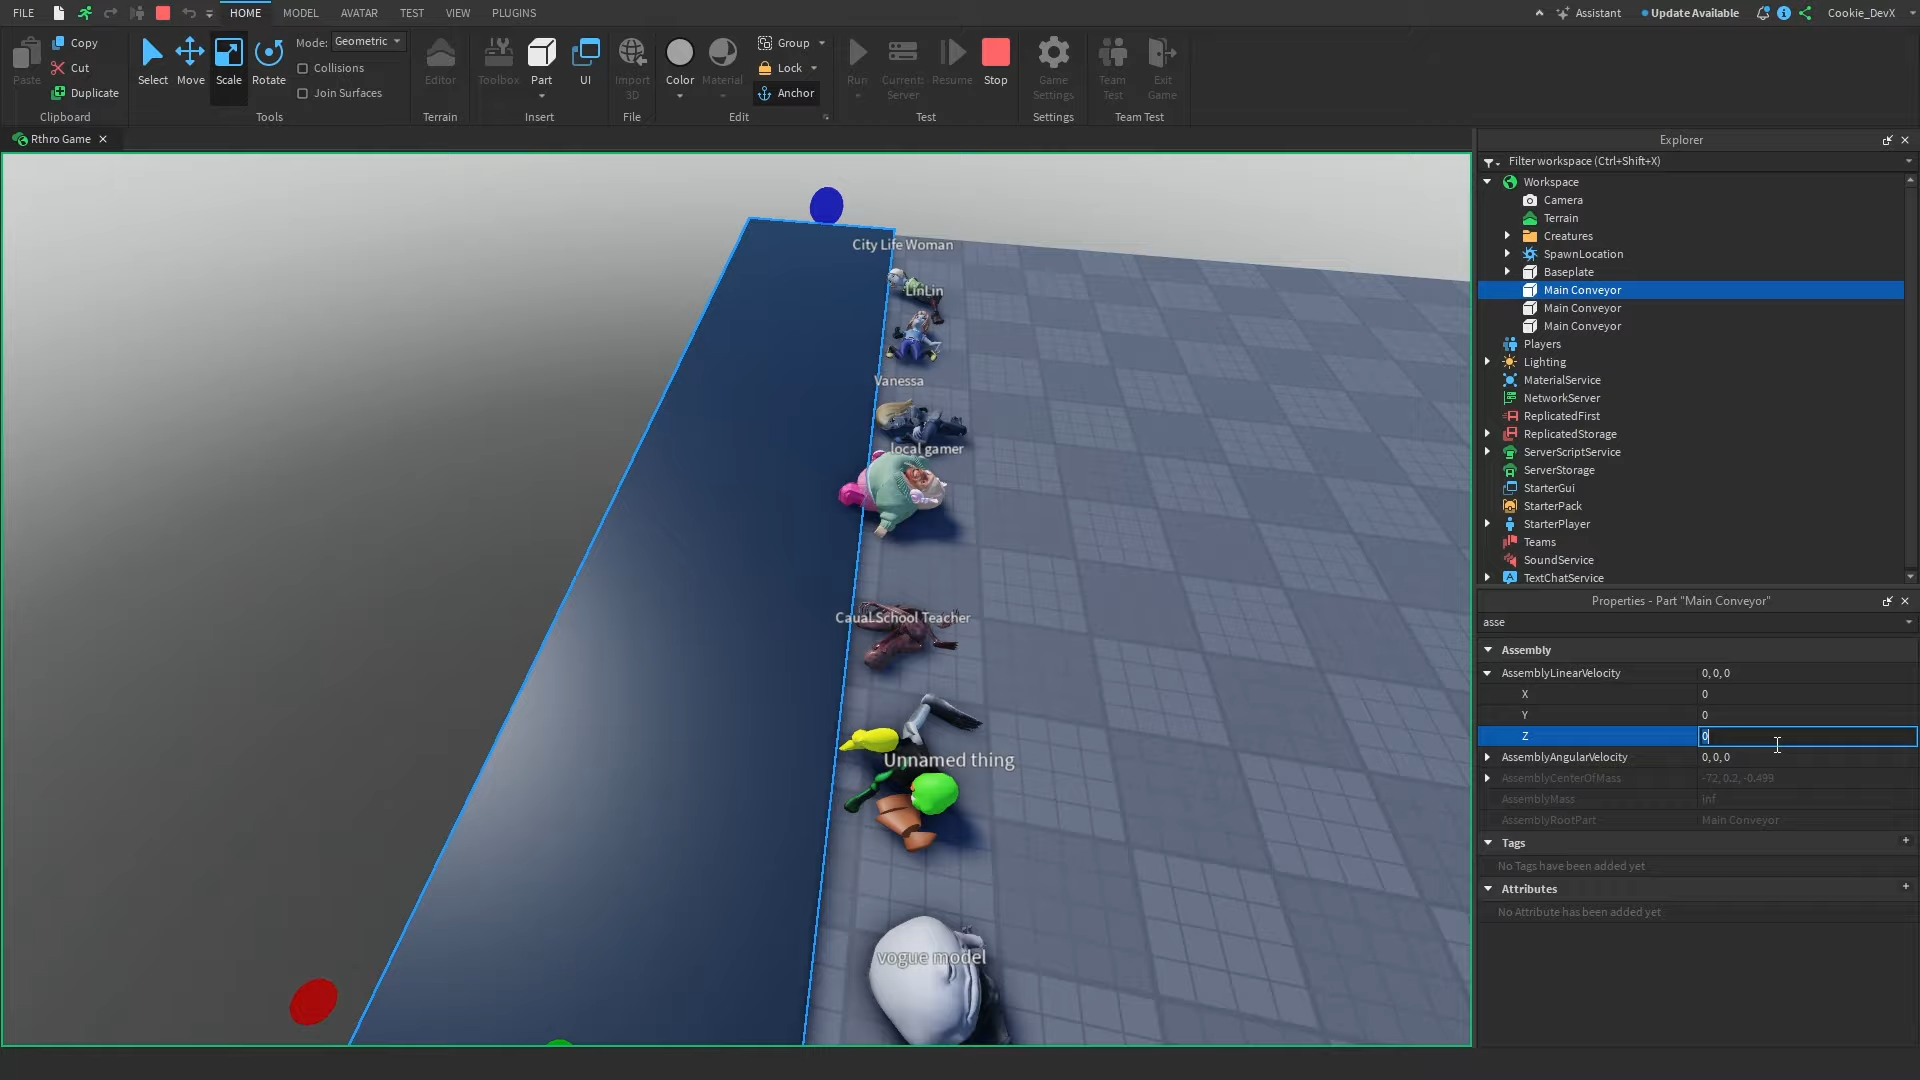 FILE HOME MODEL AVATAR TEST VIEW PLUGINS Assistant Update Available Cookie_DevX
Paste Copy Cut Duplicate
Clipboard
Select Move Scale Rotate Mode: Geometric
Collisions
Join Surfaces
Tools
Editor
Terrain
Toolbox Part UI
Insert
Import 3D
File
Color Material Group Lock Anchor
Edit
Run Current: Server Resume Stop
Test
Game Settings
Settings
Team Test Exit Game
Team Test
Rthro Game
City Life Woman
LinLin
Vanessa
local gamer
Caual.School Teacher
Unnamed thing
vogue model
Explorer
Filter workspace (Ctrl+Shift+X)
Workspace
Camera
Terrain
Creatures
SpawnLocation
Baseplate
Main Conveyor
Main Conveyor
Main Conveyor
Players
Lighting
MaterialService
NetworkServer
ReplicatedFirst
ReplicatedStorage
ServerScriptService
ServerStorage
StarterGui
StarterPack
StarterPlayer
Teams
SoundService
TextChatService
Properties - Part "Main Conveyor"
asse
Assembly
AssemblyLinearVelocity 0, 0, 0
X 0
Y 0
Z 0
AssemblyAngularVelocity 0, 0, 0
AssemblyCenterOfMass -72, 0.2, -0.499
AssemblyMass inf
AssemblyRootPart Main Conveyor
Tags
No Tags have been added yet
Attributes
No Attribute has been added yet